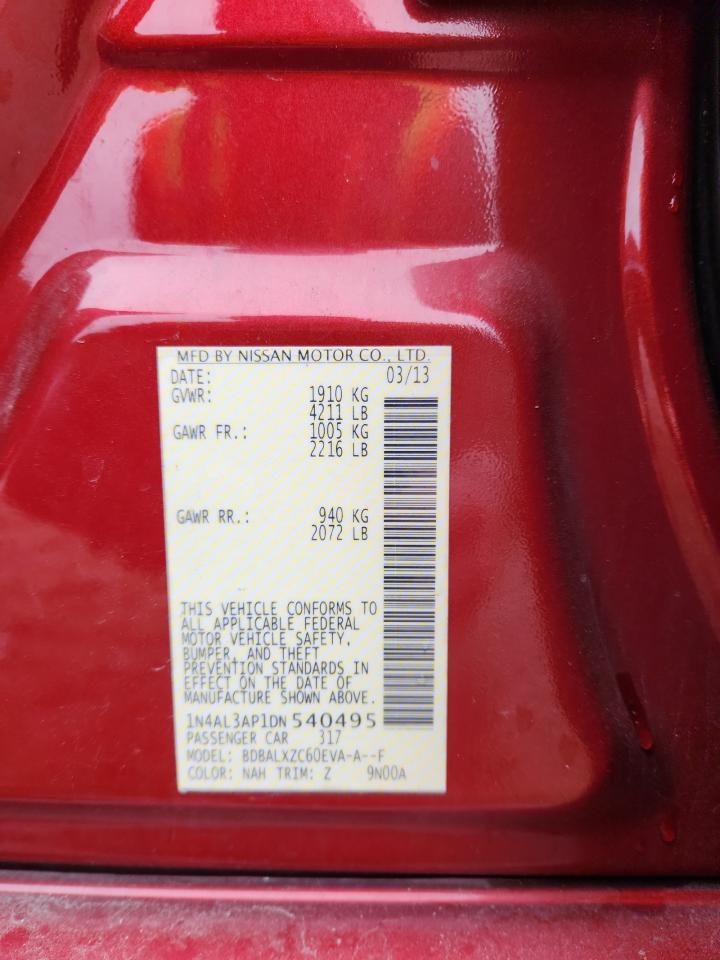 MFD BY NISSAN MOTOR CO., LTD.
DATE: 03/13
GVWR: 1910 KG
4211 LB
GAWR FR.: 1005 KG
2216 LB
GAWR RR.: 940 KG
2072 LB
THIS VEHICLE CONFORMS TO
ALL APPLICABLE FEDERAL
MOTOR VEHICLE SAFETY,
BUMPER, AND THEFT
PREVENTION STANDARDS IN
EFFECT ON THE DATE OF
MANUFACTURE SHOWN ABOVE.
1N4AL3AP1DN 540495
PASSENGER CAR 317
MODEL: BDBALXZC60EVA-A--F
COLOR: NAH TRIM: Z 9N00A